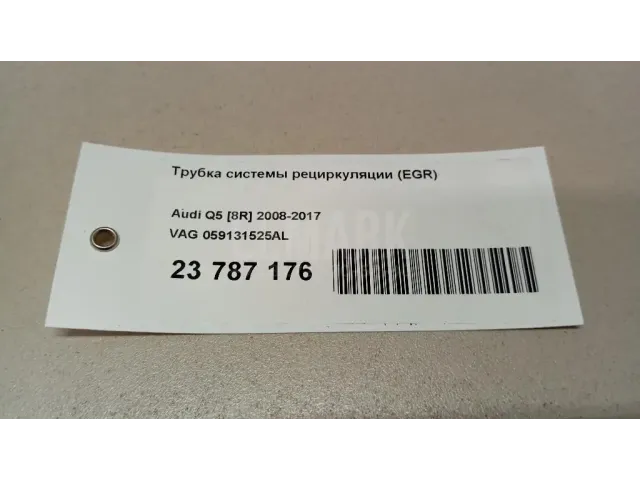 Трубка системы рециркуляции (EGR)
Audi Q5 [8R] 2008-2017
VAG 059131525AL
23 787 176